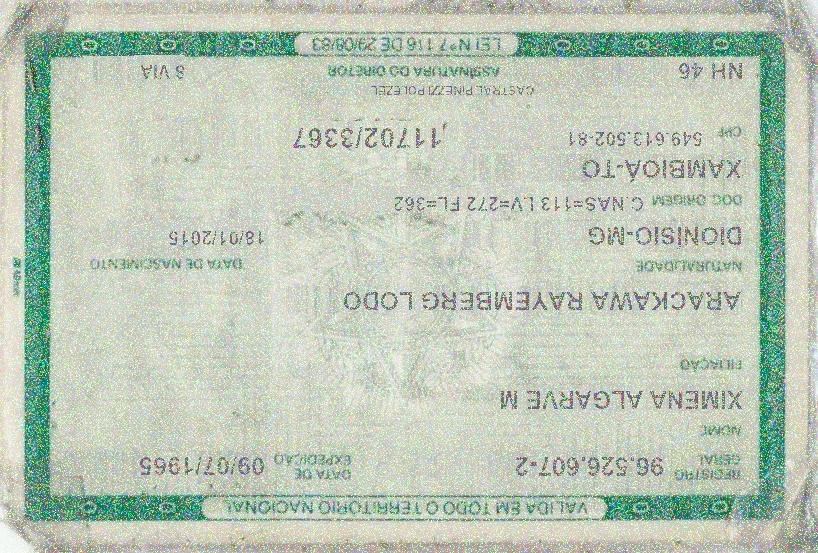 VALIDA EM TODO O TERRITORIO NACIONAL
REGISTRO GERAL 96.526.607-2 DATA DE EXPEDIÇÃO 09/07/1965
NOME
XIMENA ALGARVE M
FILIAÇÃO
ARACKAWA RAYEMBERG LODO
NATURALIDADE DATA DE NASCIMENTO
DIONÍSIO-MG 18/01/2015
DOC ORIGEM C.NAS=113 LV=272 FL=362
XAMBIOÁ-TO
CPF 549.613.502-81 ,11702/3367
CASTRAL PINEZZI POLEZEL
NH 46 ASSINATURA DO DIRETOR 8 VIA
LEI Nº 7.116 DE 29/08/83